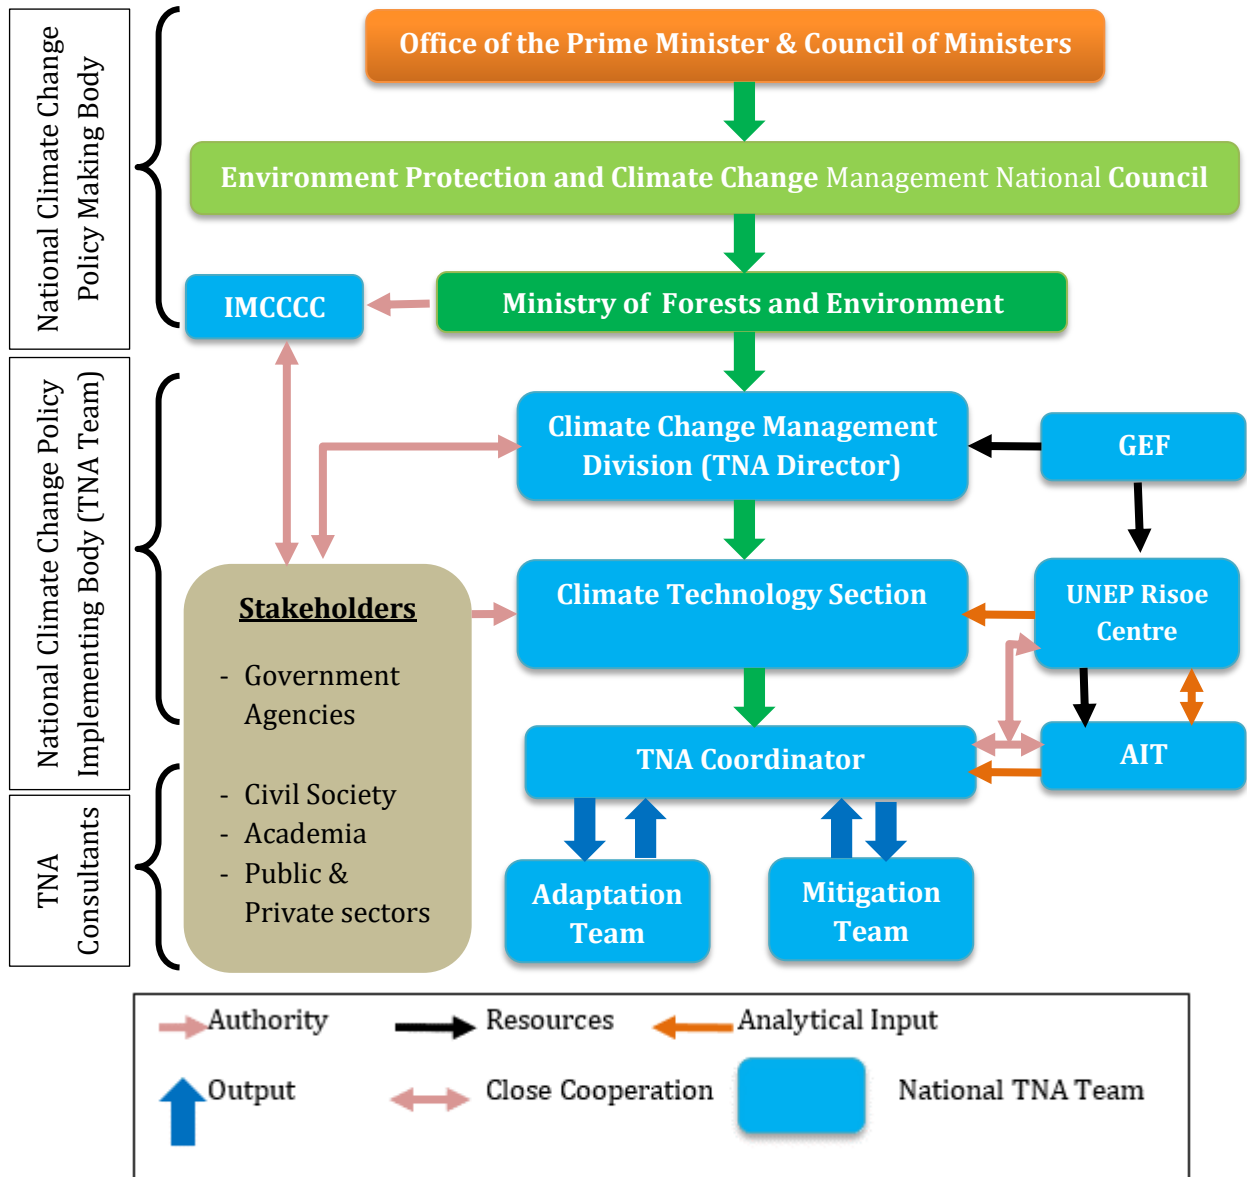 National Climate Change
Policy Making Body
Office of the Prime Minister & Council of Ministers
Environment Protection and Climate Change Management National Council
IMCCCC
Ministry of Forests and Environment
National Climate Change Policy
Implementing Body (TNA Team)
Climate Change Management
Division (TNA Director)
GEF
Stakeholders
- Government
Agencies
- Civil Society
- Academia
- Public &
Private sectors
Climate Technology Section
UNEP Risoe
Centre
TNA Coordinator
AIT
TNA
Consultants
Adaptation
Team
Mitigation
Team
Authority
Resources
Analytical Input
Output
Close Cooperation
National TNA Team